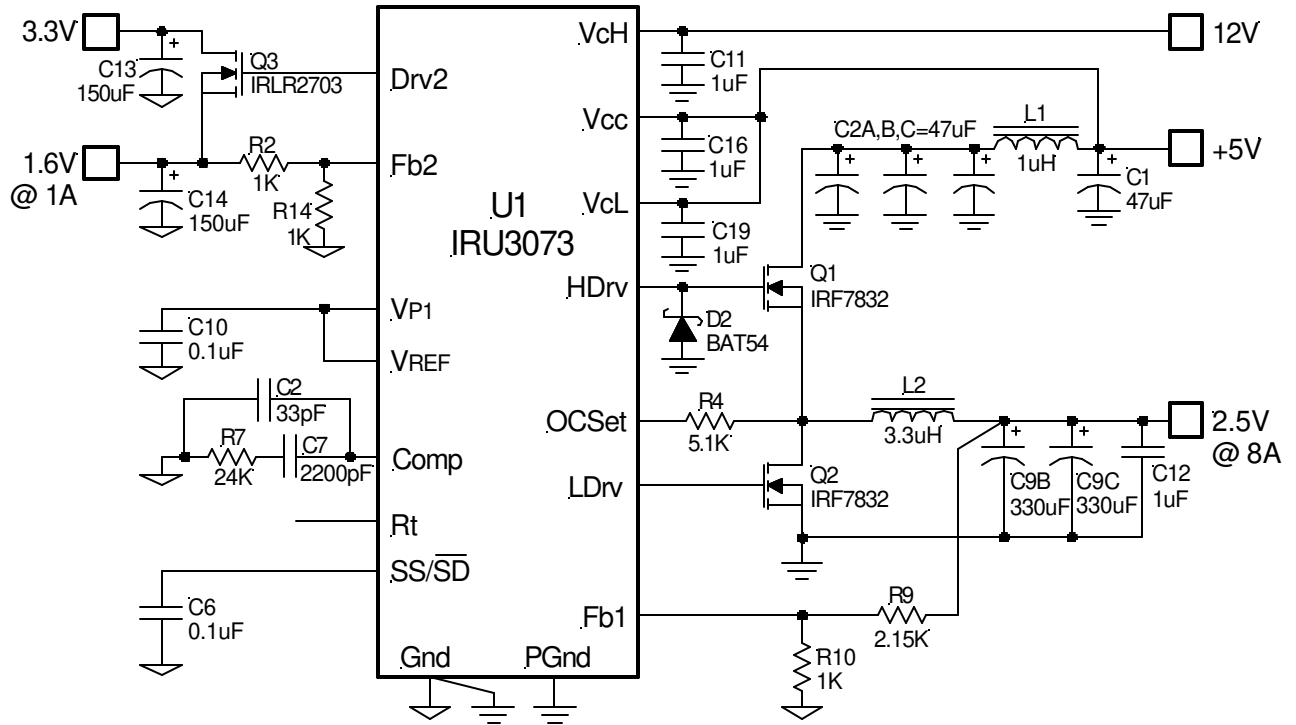 3.3V
C13
150uF
Q3
IRLR2703
Drv2
1.6V
@ 1A
R2
1K
Fb2
C14
150uF
R14
1K
U1
IRU3073
VP1
VREF
C10
0.1uF
C2
33pF
R7
24K
C7
2200pF
Comp
Rt
SS/SD
C6
0.1uF
Gnd
PGnd
VcH
12V
C11
1uF
Vcc
C16
1uF
VcL
C19
1uF
C2A,B,C=47uF
L1
1uH
+5V
C1
47uF
HDrv
D2
BAT54
Q1
IRF7832
OCSet
R4
5.1K
L2
3.3uH
2.5V
@ 8A
LDrv
Q2
IRF7832
C9B
330uF
C9C
330uF
C12
1uF
Fb1
R9
2.15K
R10
1K